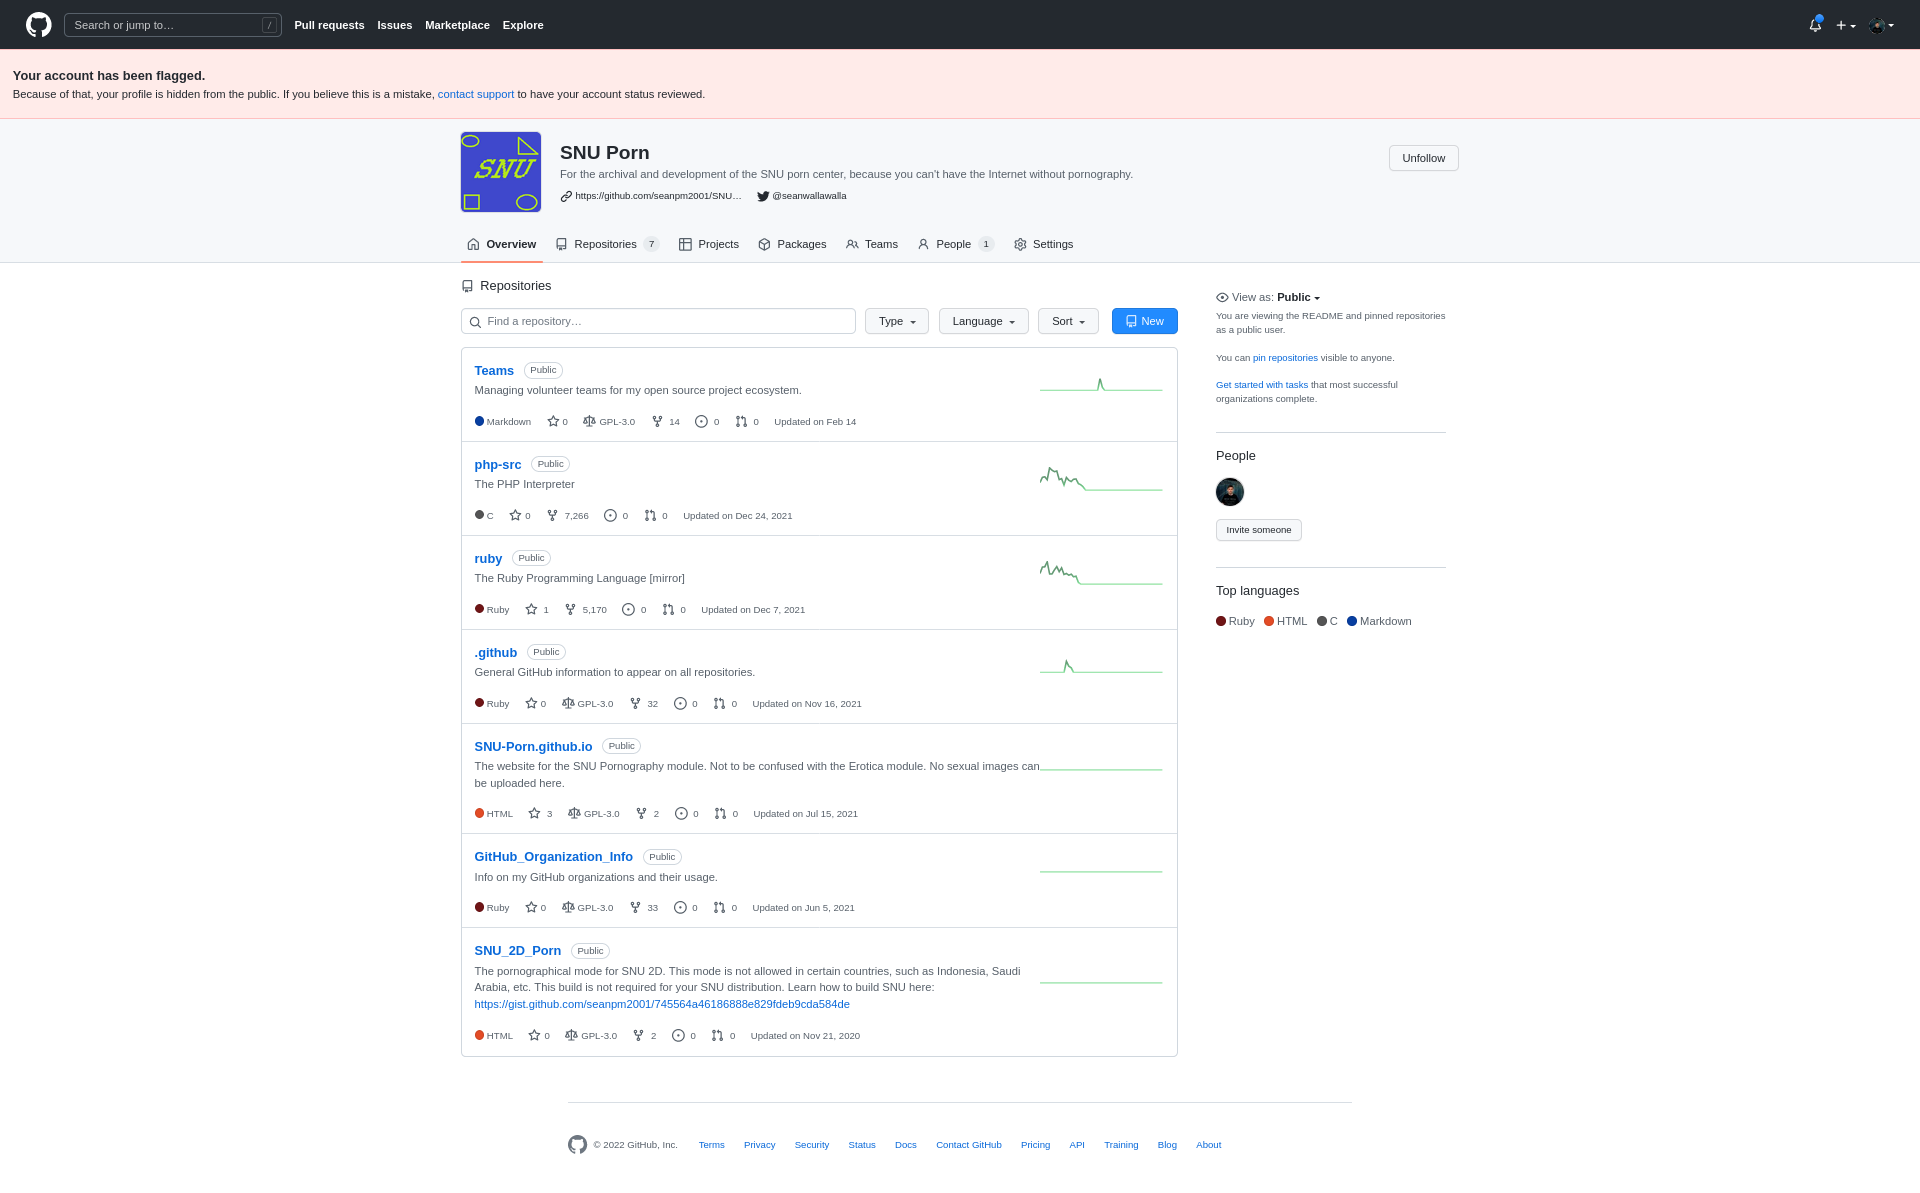 Search or jump to… /
Pull requests Issues Marketplace Explore
Your account has been flagged.
Because of that, your profile is hidden from the public. If you believe this is a mistake, contact support to have your account status reviewed.
SNU
SNU Porn
For the archival and development of the SNU porn center, because you can't have the Internet without pornography.
https://github.com/seanpm2001/SNU… @seanwallawalla
Unfollow
Overview Repositories 7 Projects Packages Teams People 1 Settings
Repositories
Find a repository… Type Language Sort New
Teams Public
Managing volunteer teams for my open source project ecosystem.
Markdown 0 GPL-3.0 14 0 0 Updated on Feb 14
php-src Public
The PHP Interpreter
C 0 7,266 0 0 Updated on Dec 24, 2021
ruby Public
The Ruby Programming Language [mirror]
Ruby 1 5,170 0 0 Updated on Dec 7, 2021
.github Public
General GitHub information to appear on all repositories.
Ruby 0 GPL-3.0 32 0 0 Updated on Nov 16, 2021
SNU-Porn.github.io Public
The website for the SNU Pornography module. Not to be confused with the Erotica module. No sexual images can
be uploaded here.
HTML 3 GPL-3.0 2 0 0 Updated on Jul 15, 2021
GitHub_Organization_Info Public
Info on my GitHub organizations and their usage.
Ruby 0 GPL-3.0 33 0 0 Updated on Jun 5, 2021
SNU_2D_Porn Public
The pornographical mode for SNU 2D. This mode is not allowed in certain countries, such as Indonesia, Saudi
Arabia, etc. This build is not required for your SNU distribution. Learn how to build SNU here:
https://gist.github.com/seanpm2001/745564a46186888e829fdeb9cda584de
HTML 0 GPL-3.0 2 0 0 Updated on Nov 21, 2020
View as: Public
You are viewing the README and pinned repositories
as a public user.
You can pin repositories visible to anyone.
Get started with tasks that most successful
organizations complete.
People
Invite someone
Top languages
Ruby HTML C Markdown
© 2022 GitHub, Inc. Terms Privacy Security Status Docs Contact GitHub Pricing API Training Blog About